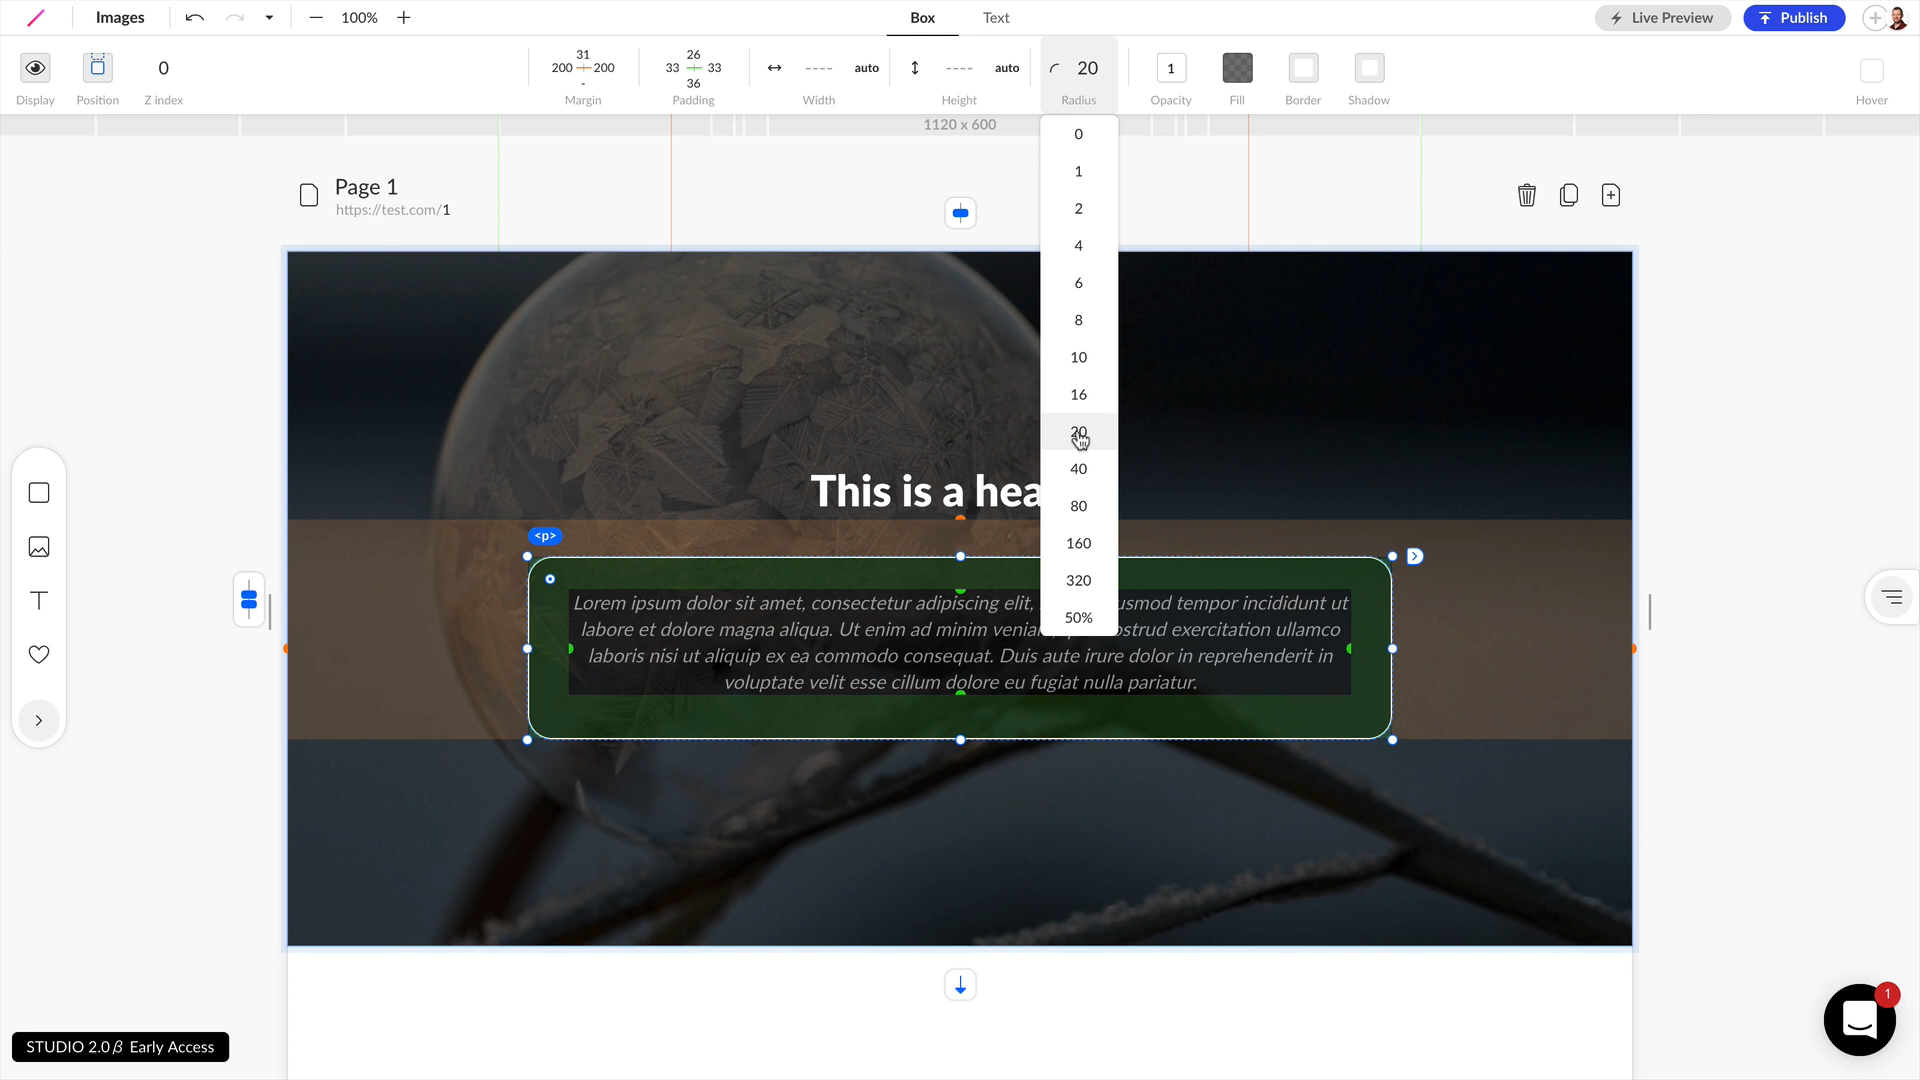 Images
100%
Box
Text
Live Preview
Publish
Display
Position
0
Z index
31
200
200
-
Margin
26
33
33
36
Padding
----
auto
Width
----
auto
Height
20
Radius
1
Opacity
Fill
Border
Shadow
Hover
1120 x 600
Page 1
https://test.com/1
0
1
2
4
6
8
10
16
20
40
80
160
320
50%
This is a hea
<p>
Lorem ipsum dolor sit amet, consectetur adipiscing elit, usmod tempor incididunt ut
labore et dolore magna aliqua. Ut enim ad minim veniam, ostrud exercitation ullamco
laboris nisi ut aliquip ex ea commodo consequat. Duis aute irure dolor in reprehenderit in
voluptate velit esse cillum dolore eu fugiat nulla pariatur.
1
STUDIO 2.0 β Early Access